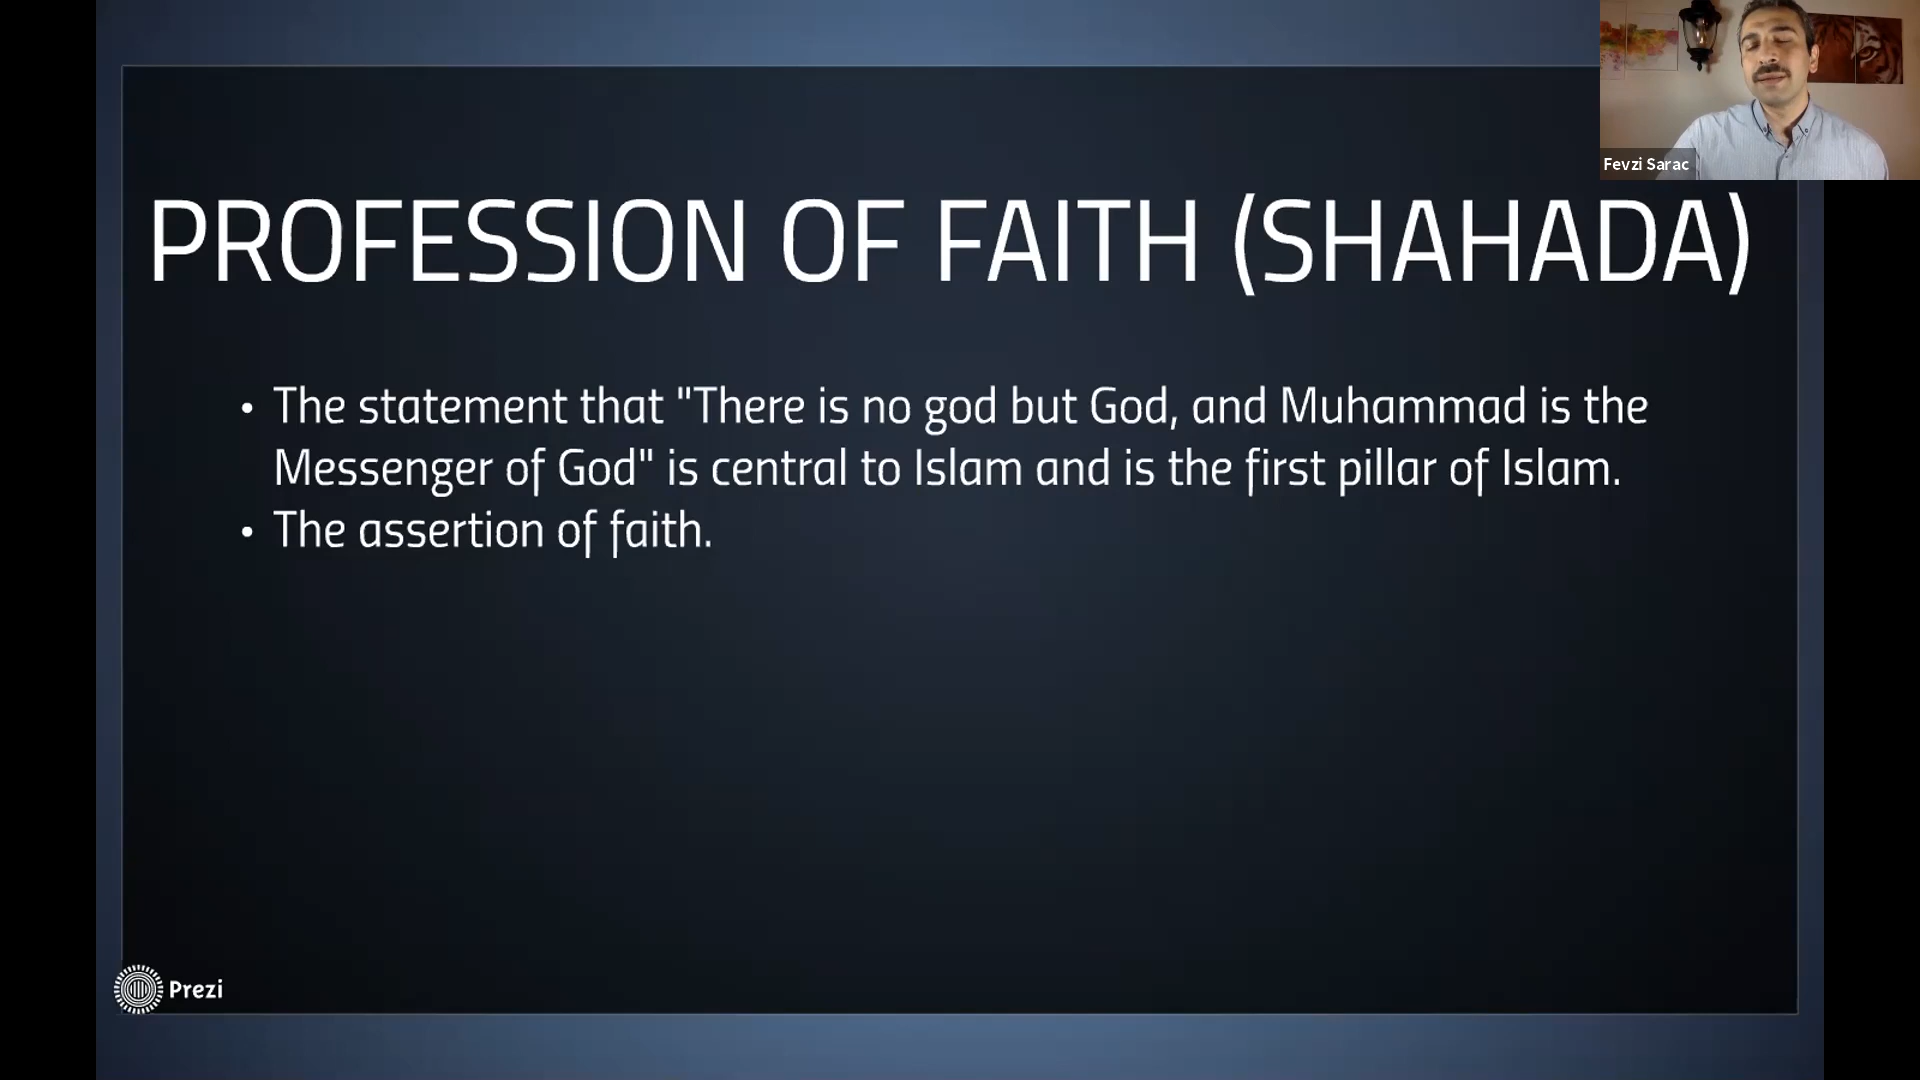 Fevzi Sarac
PROFESSION OF FAITH (SHAHADA)
• The statement that "There is no god but God, and Muhammad is the
Messenger of God" is central to Islam and is the first pillar of Islam.
• The assertion of faith.
Prezi